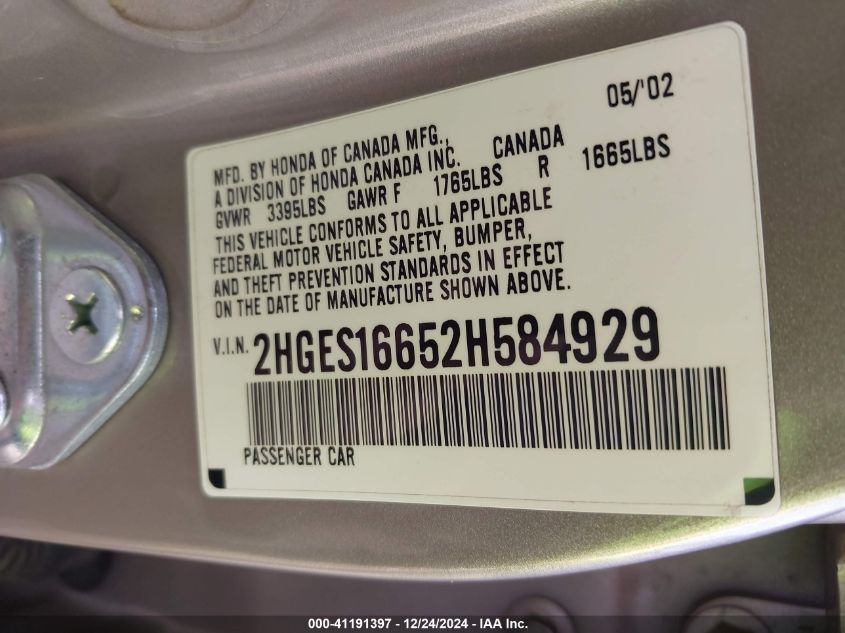 05/'02
MFD. BY HONDA OF CANADA MFG.,
A DIVISION OF HONDA CANADA INC. CANADA
GVWR 3395LBS GAWR F 1765LBS R 1665LBS
THIS VEHICLE CONFORMS TO ALL APPLICABLE
FEDERAL MOTOR VEHICLE SAFETY, BUMPER,
AND THEFT PREVENTION STANDARDS IN EFFECT
ON THE DATE OF MANUFACTURE SHOWN ABOVE.
V.I.N. 2HGES16652H584929
PASSENGER CAR
000-41191397 - 12/24/2024 - IAA Inc.